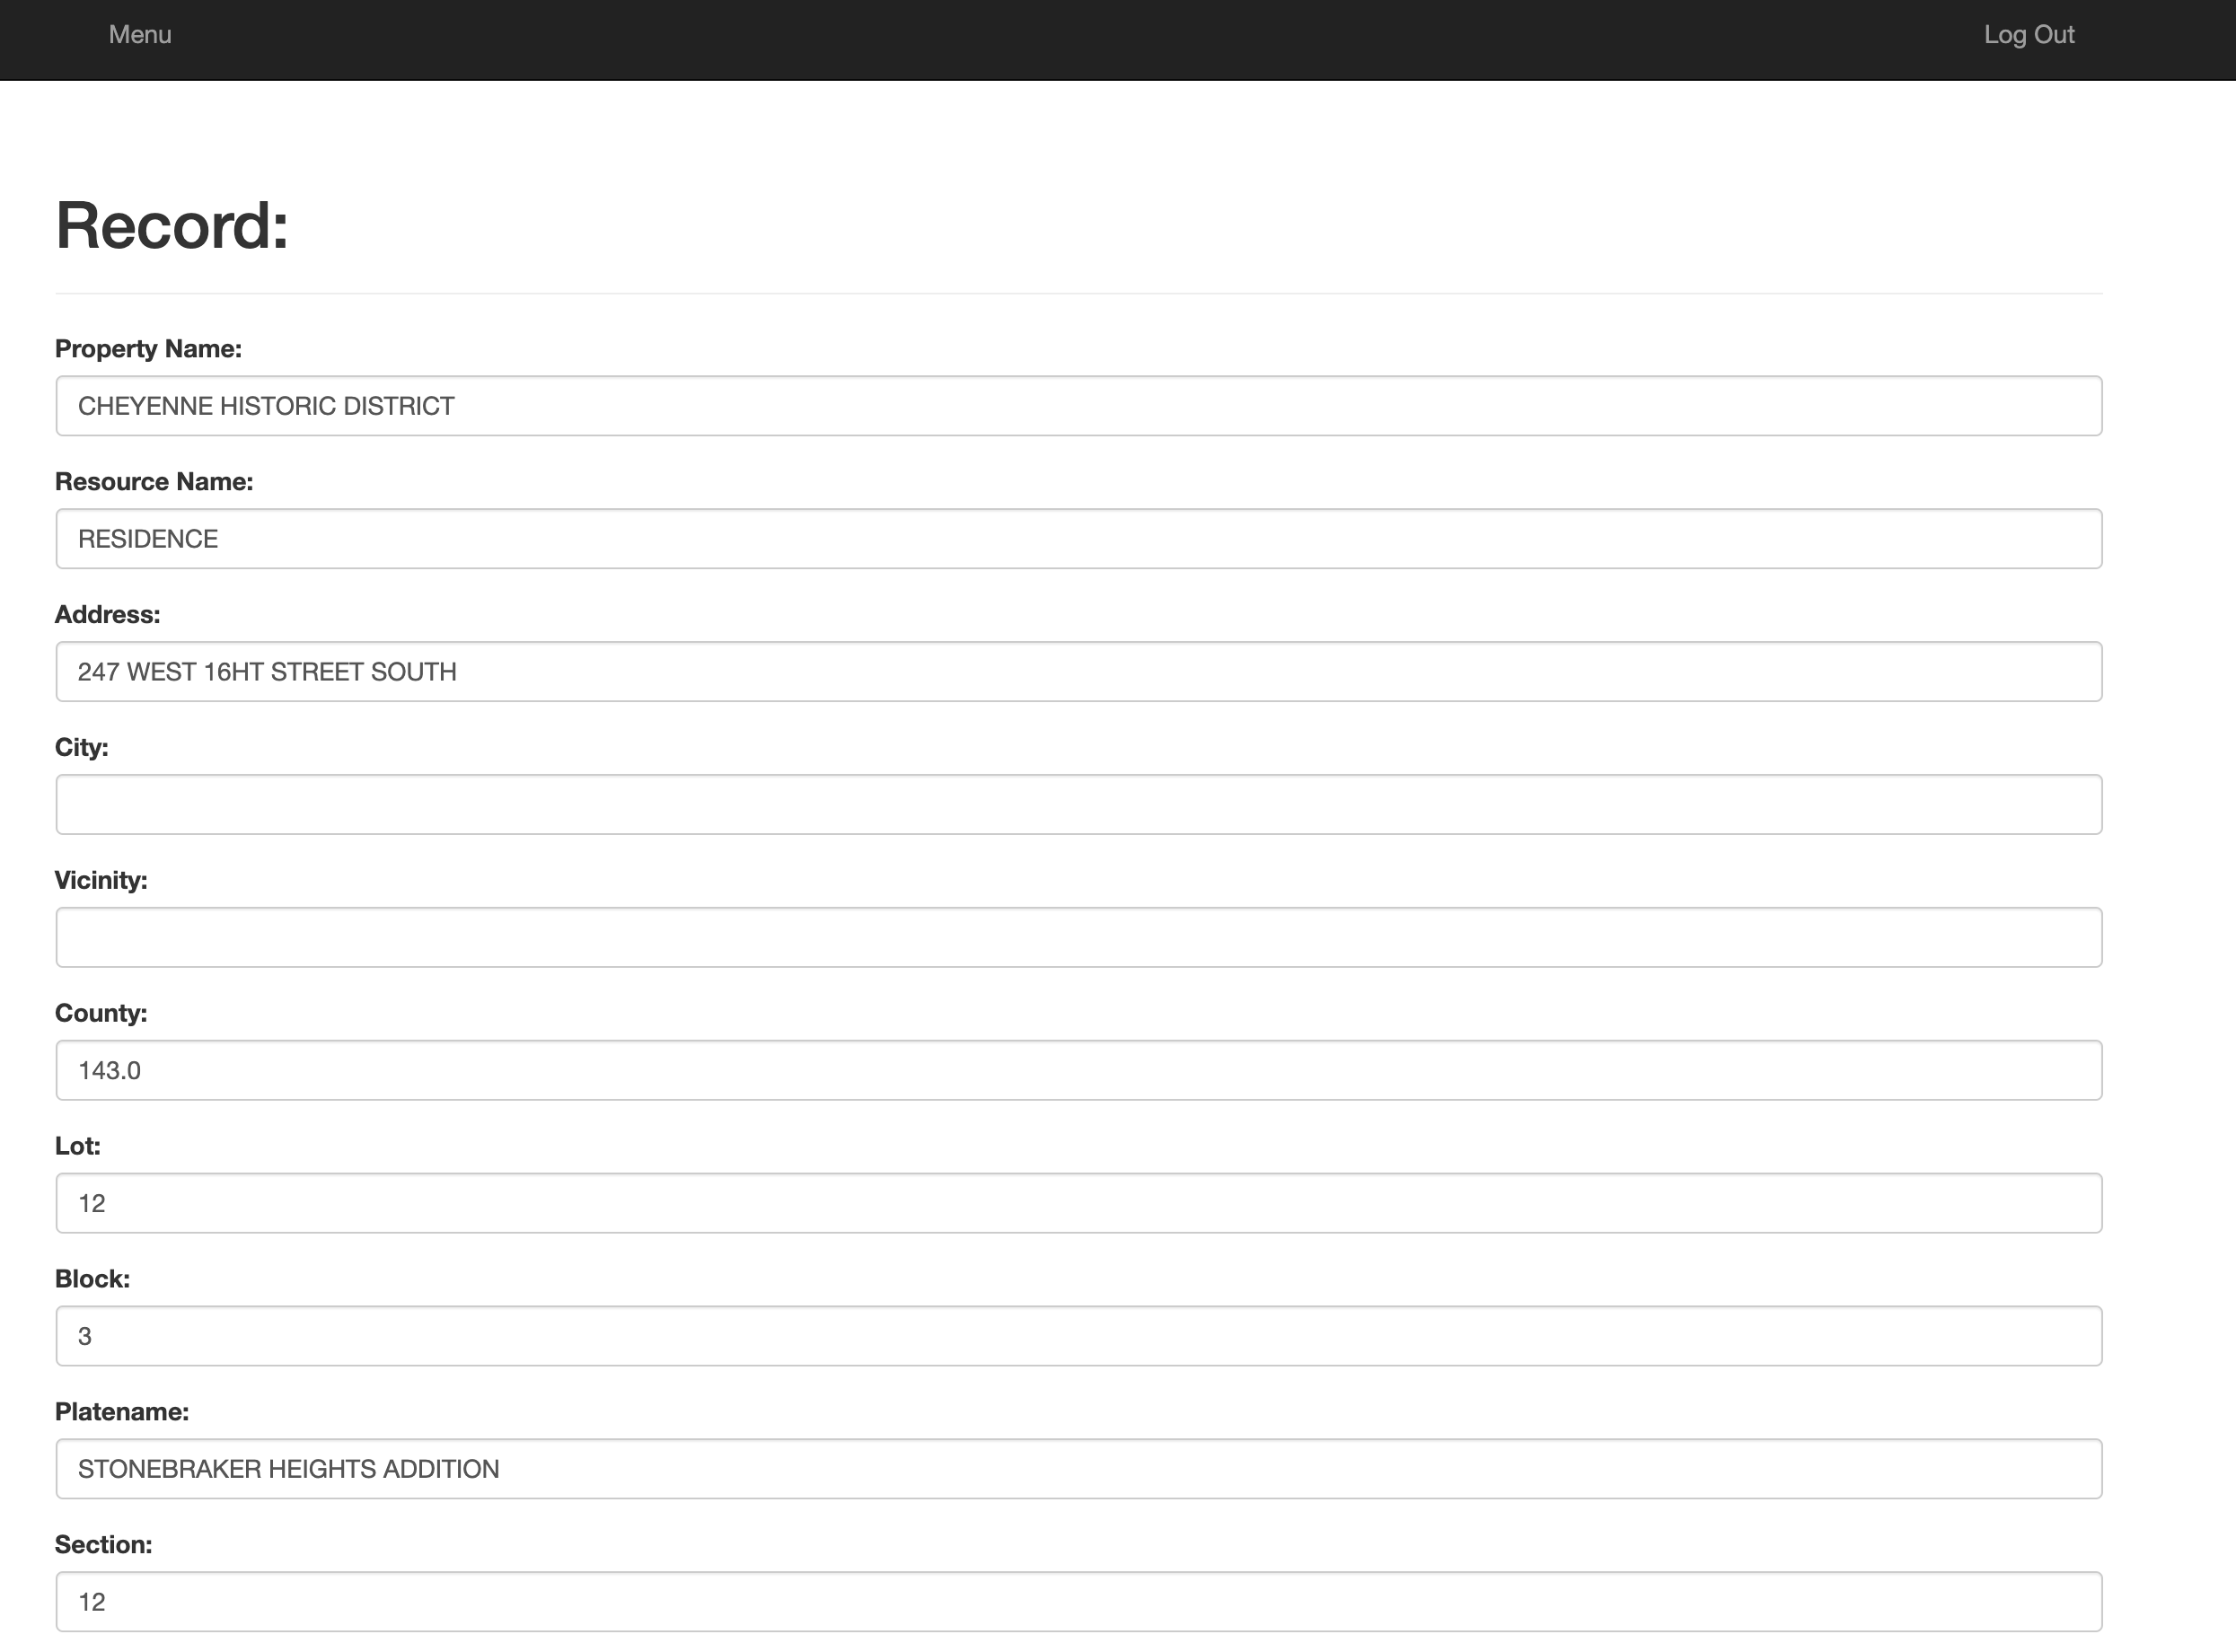 Menu Log Out
Record:
Property Name:
CHEYENNE HISTORIC DISTRICT
Resource Name:
RESIDENCE
Address:
247 WEST 16HT STREET SOUTH
City:
Vicinity:
County:
143.0
Lot:
12
Block:
3
Platename:
STONEBRAKER HEIGHTS ADDITION
Section:
12